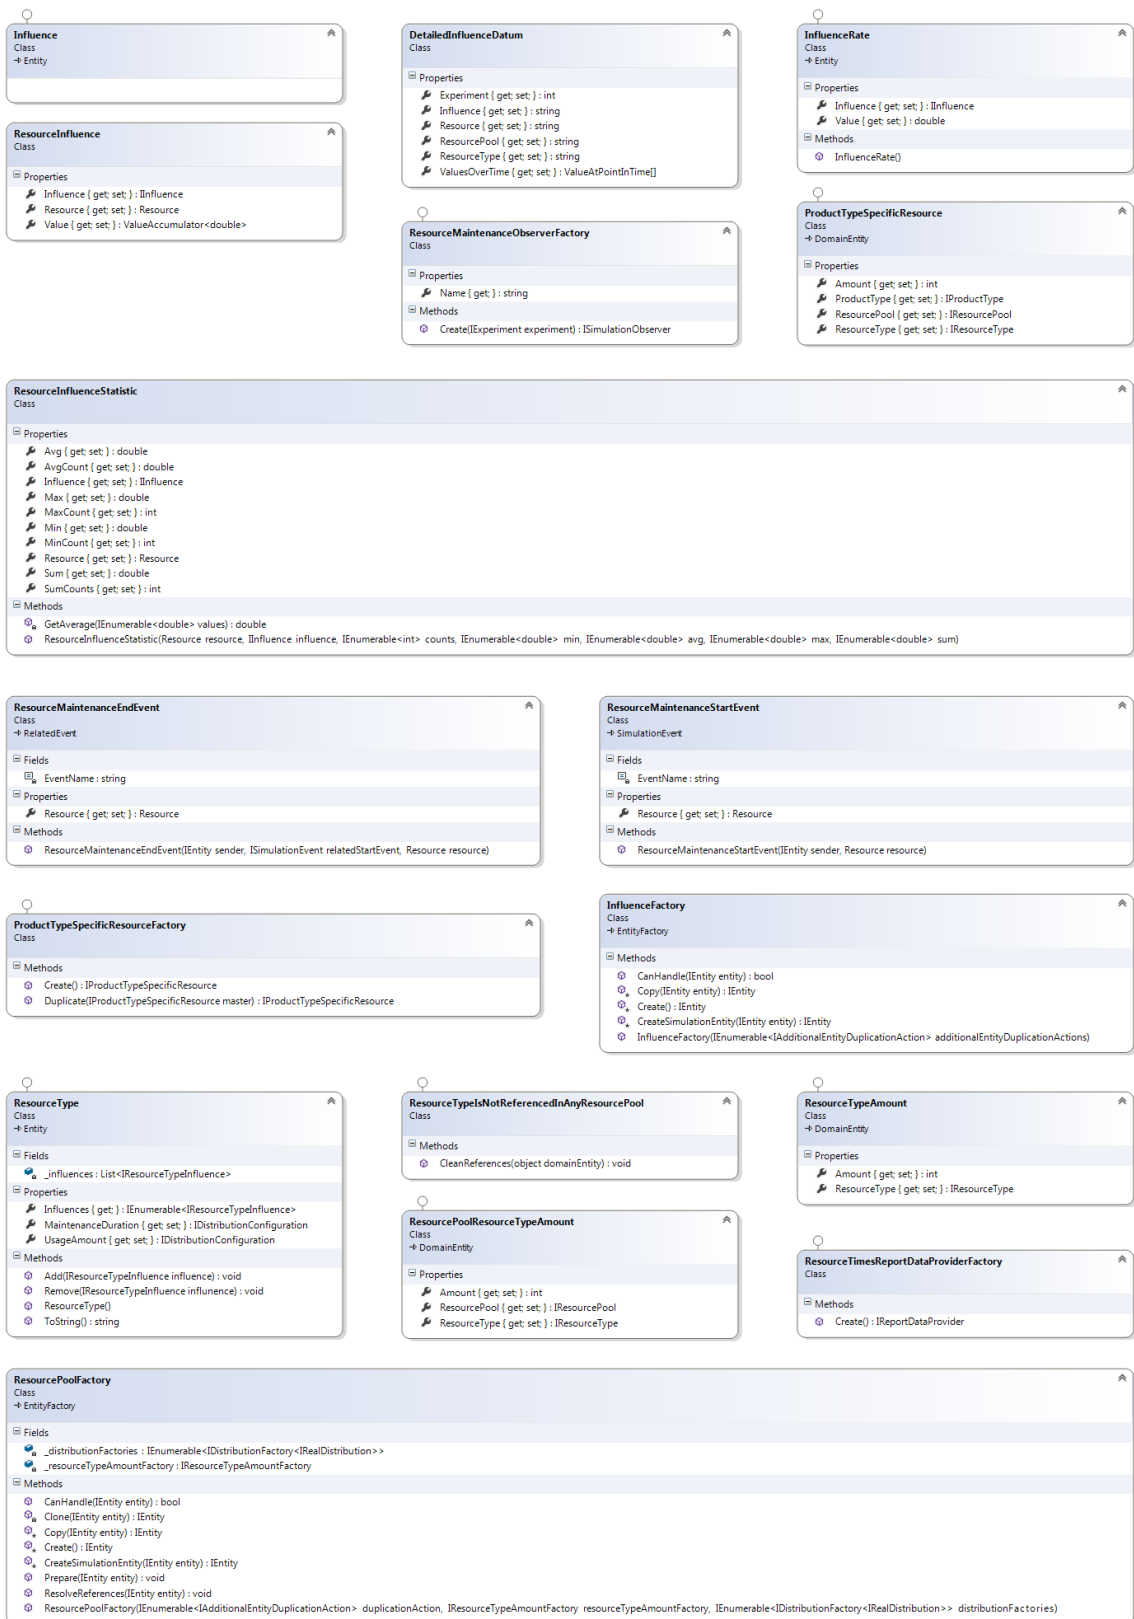 Influence
Class
Entity
ResourceInfluence
Class
Properties
Influence { get; set; } : IInfluence
Resource { get; set; } : Resource
Value { get; set; } : ValueAccumulator<double>
DetailedInfluenceDatum
Class
Properties
Experiment { get; set; } : int
Influence { get; set; } : string
Resource { get; set; } : string
ResourcePool { get; set; } : string
ResourceType { get; set; } : string
ValuesOverTime { get; set; } : ValueAtPointInTime[]
ResourceMaintenanceObserverFactory
Class
Properties
Name { get; } : string
Methods
Create(IExperiment experiment) : ISimulationObserver
InfluenceRate
Class
Entity
Properties
Influence { get; set; } : IInfluence
Value { get; set; } : double
Methods
InfluenceRate()
ProductTypeSpecificResource
Class
DomainEntity
Properties
Amount { get; set; } : int
ProductType { get; set; } : IProductType
ResourcePool { get; set; } : IResourcePool
ResourceType { get; set; } : IResourceType
ResourceInfluenceStatistic
Class
Properties
Avg { get; set; } : double
AvgCount { get; set; } : double
Influence { get; set; } : IInfluence
Max { get; set; } : double
MaxCount { get; set; } : int
Min { get; set; } : double
MinCount { get; set; } : int
Resource { get; set; } : Resource
Sum { get; set; } : double
SumCounts { get; set; } : int
Methods
GetAverage(IEnumerable<double> values) : double
ResourceInfluenceStatistic(Resource resource, IInfluence influence, IEnumerable<int> counts, IEnumerable<double> min, IEnumerable<double> avg, IEnumerable<double> max, IEnumerable<double> sum)
ResourceMaintenanceEndEvent
Class
RelatedEvent
Fields
EventName : string
Properties
Resource { get; set; } : Resource
Methods
ResourceMaintenanceEndEvent(IEntity sender, ISimulationEvent relatedStartEvent, Resource resource)
ResourceMaintenanceStartEvent
Class
SimulationEvent
Fields
EventName : string
Properties
Resource { get; set; } : Resource
Methods
ResourceMaintenanceStartEvent(IEntity sender, Resource resource)
ProductTypeSpecificResourceFactory
Class
Methods
Create() : IProductTypeSpecificResource
Duplicate(IProductTypeSpecificResource master) : IProductTypeSpecificResource
InfluenceFactory
Class
EntityFactory
Methods
CanHandle(IEntity entity) : bool
Copy(IEntity entity) : IEntity
Create() : IEntity
CreateSimulationEntity(IEntity entity) : IEntity
InfluenceFactory(IEnumerable<IAdditionalEntityDuplicationAction> additionalEntityDuplicationActions)
ResourceType
Class
Entity
Fields
_influences : List<IResourceTypeInfluence>
Properties
Influences { get; } : IEnumerable<IResourceTypeInfluence>
MaintenanceDuration { get; set; } : IDistributionConfiguration
UsageAmount { get; set; } : IDistributionConfiguration
Methods
Add(IResourceTypeInfluence influence) : void
Remove(IResourceTypeInfluence influnence) : void
ResourceType()
ToString() : string
ResourceTypeIsNotReferencedInAnyResourcePool
Class
Methods
CleanReferences(object domainEntity) : void
ResourcePoolResourceTypeAmount
Class
DomainEntity
Properties
Amount { get; set; } : int
ResourcePool { get; set; } : IResourcePool
ResourceType { get; set; } : IResourceType
ResourceTypeAmount
Class
DomainEntity
Properties
Amount { get; set; } : int
ResourceType { get; set; } : IResourceType
ResourceTimesReportDataProviderFactory
Class
Methods
Create() : IReportDataProvider
ResourcePoolFactory
Class
EntityFactory
Fields
_distributionFactories : IEnumerable<IDistributionFactory<IRealDistribution>>
_resourceTypeAmountFactory : IResourceTypeAmountFactory
Methods
CanHandle(IEntity entity) : bool
Clone(IEntity entity) : IEntity
Copy(IEntity entity) : IEntity
Create() : IEntity
CreateSimulationEntity(IEntity entity) : IEntity
Prepare(IEntity entity) : void
ResolveReferences(IEntity entity) : void
ResourcePoolFactory(IEnumerable<IAdditionalEntityDuplicationAction> duplicationAction, IResourceTypeAmountFactory resourceTypeAmountFactory, IEnumerable<IDistributionFactory<IRealDistribution>> distributionFactories)